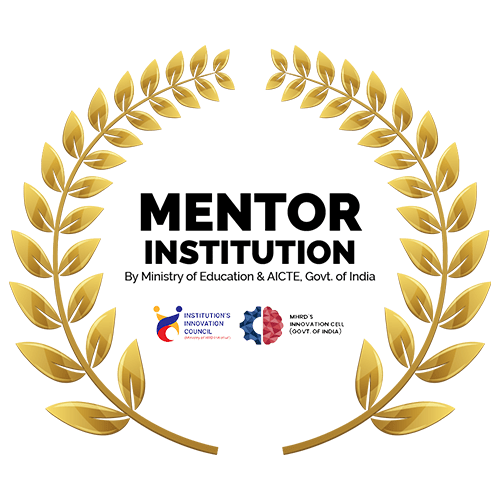 MENTOR
INSTITUTION
By Ministry of Education & AICTE, Govt. of India
INSTITUTION'S
INNOVATION
COUNCIL
MHRD'S
INNOVATION CELL
(GOVT. OF INDIA)